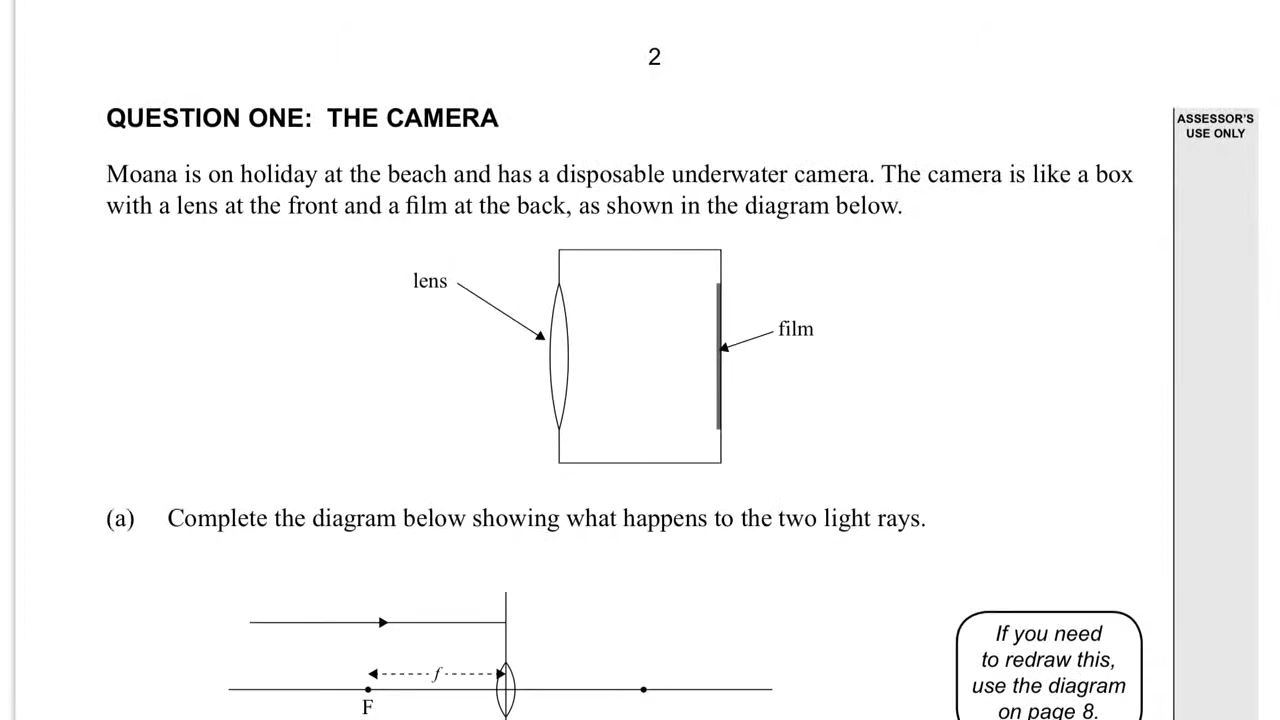 2
QUESTION ONE:  THE CAMERA
ASSESSOR'S
USE ONLY
Moana is on holiday at the beach and has a disposable underwater camera. The camera is like a box
with a lens at the front and a film at the back, as shown in the diagram below.
lens
film
(a) Complete the diagram below showing what happens to the two light rays.
f
F
If you need
to redraw this,
use the diagram
on page 8.